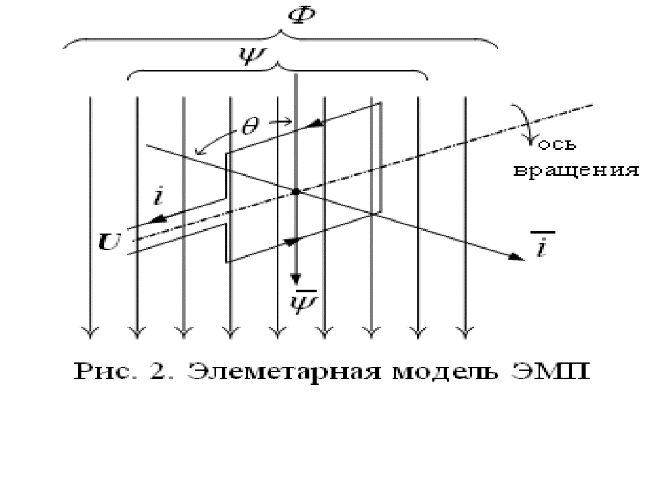 Φ
Ψ
θ
ось
вращения
i
U
i
ψ
Рис. 2. Элеметарная модель ЭМП